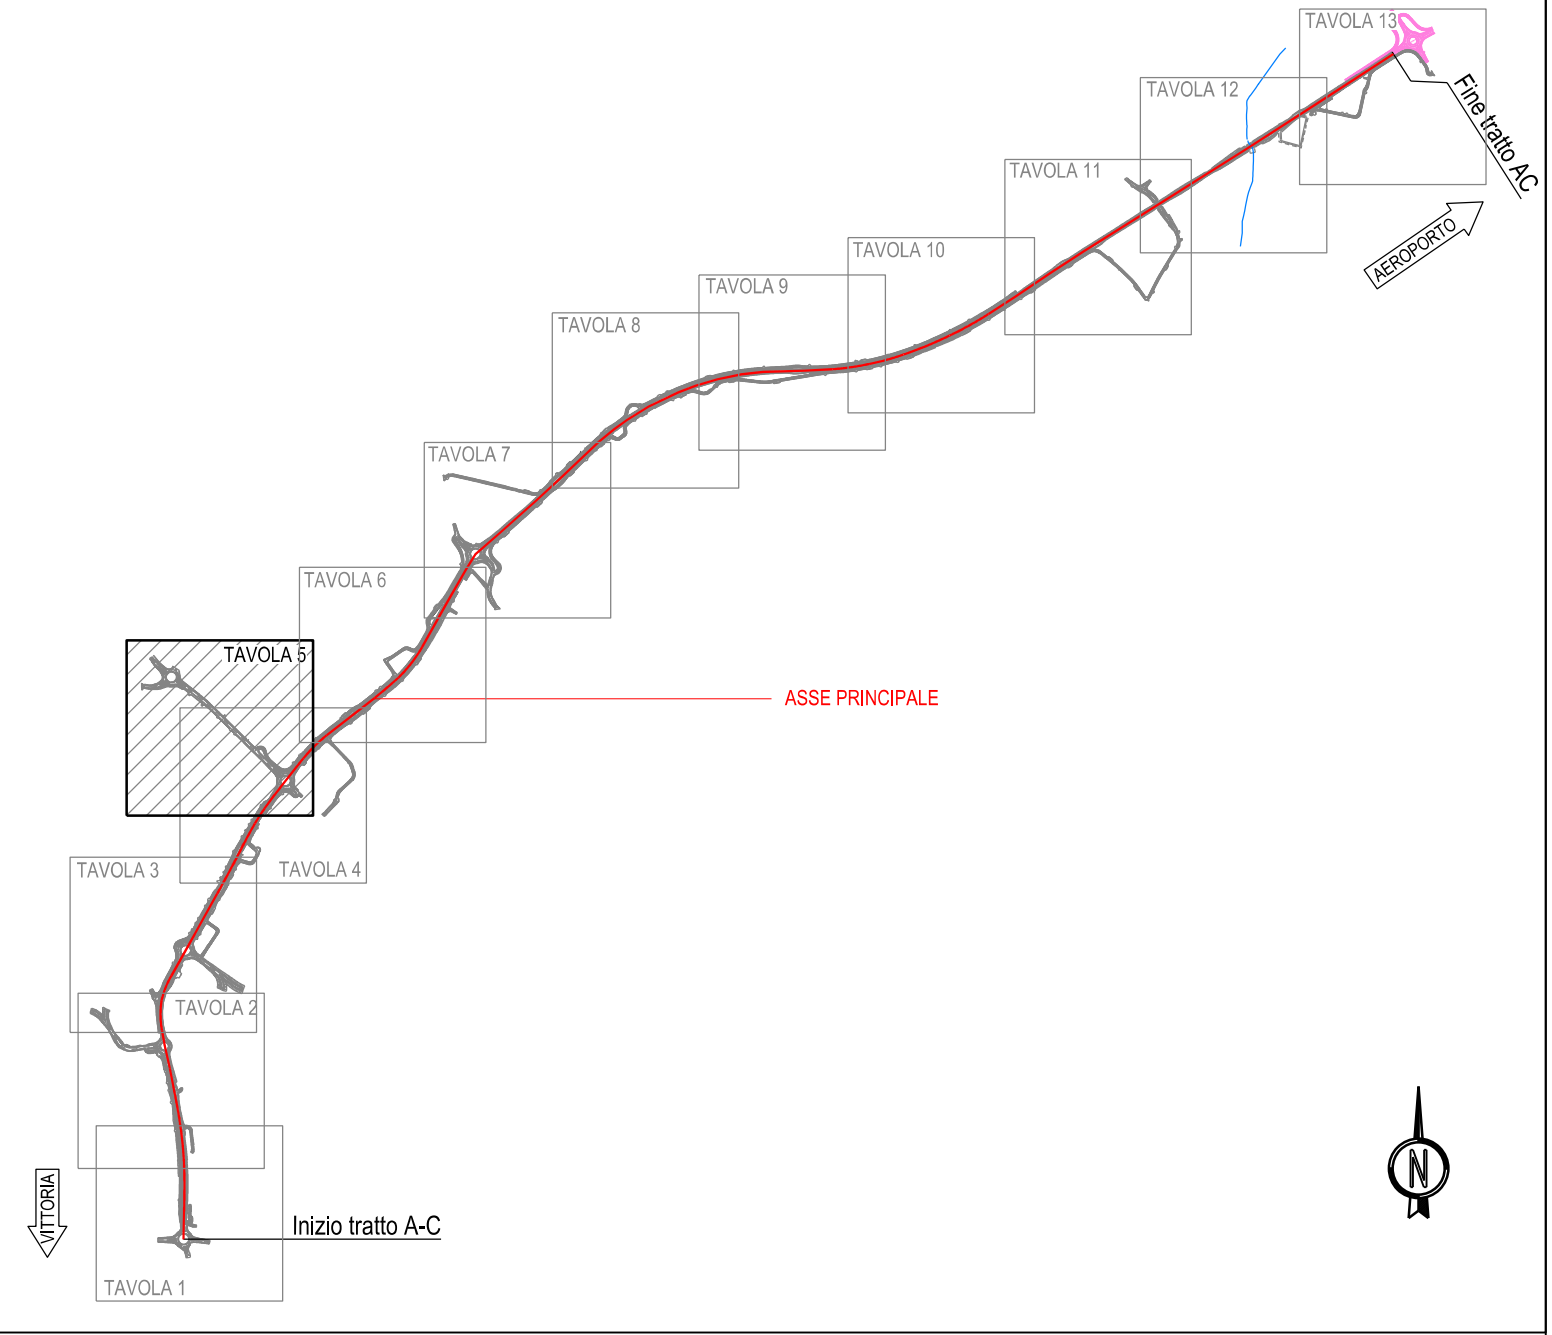 TAVOLA 13
TAVOLA 12
Fine tratto AC
TAVOLA 11
AEROPORTO
TAVOLA 10
TAVOLA 9
TAVOLA 8
TAVOLA 7
TAVOLA 6
TAVOLA 5
ASSE PRINCIPALE
TAVOLA 3
TAVOLA 4
TAVOLA 2
N
VITTORIA
Inizio tratto A-C
TAVOLA 1